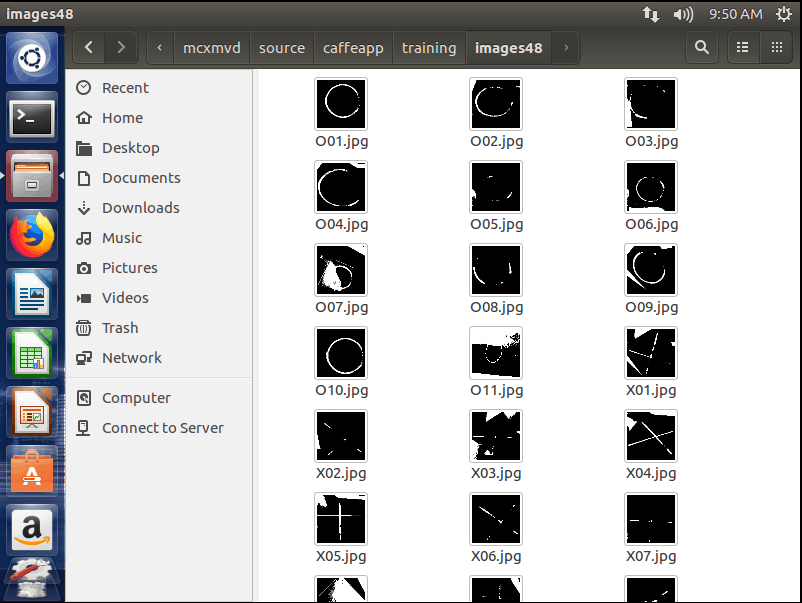 images48
9:50 AM
mcxmvd source caffeapp training images48
Recent
Home
Desktop
Documents
Downloads
Music
Pictures
Videos
Trash
Network
Computer
Connect to Server
O01.jpg O02.jpg O03.jpg
O04.jpg O05.jpg O06.jpg
O07.jpg O08.jpg O09.jpg
O10.jpg O11.jpg X01.jpg
X02.jpg X03.jpg X04.jpg
X05.jpg X06.jpg X07.jpg